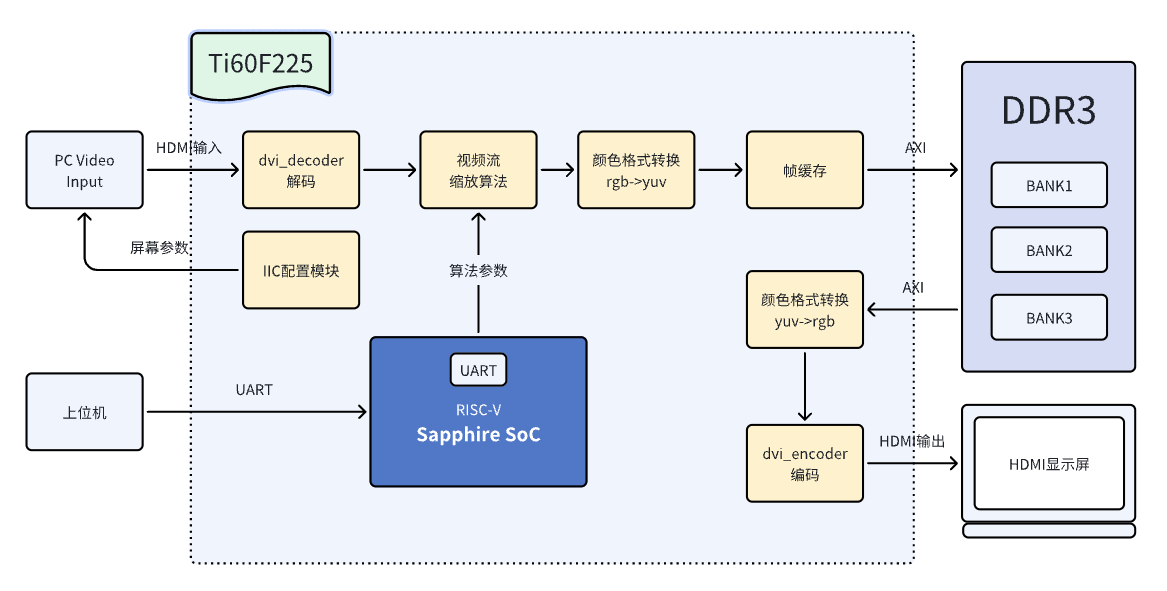 Ti60F225
DDR3
PC Video
Input
HDMI输入
dvi_decoder
解码
视频流
缩放算法
颜色格式转换
rgb->yuv
帧缓存
AXI
BANK1
BANK2
BANK3
屏幕参数
IIC配置模块
算法参数
颜色格式转换
yuv->rgb
AXI
上位机
UART
UART
RISC-V
Sapphire SoC
dvi_encoder
编码
HDMI输出
HDMI显示屏